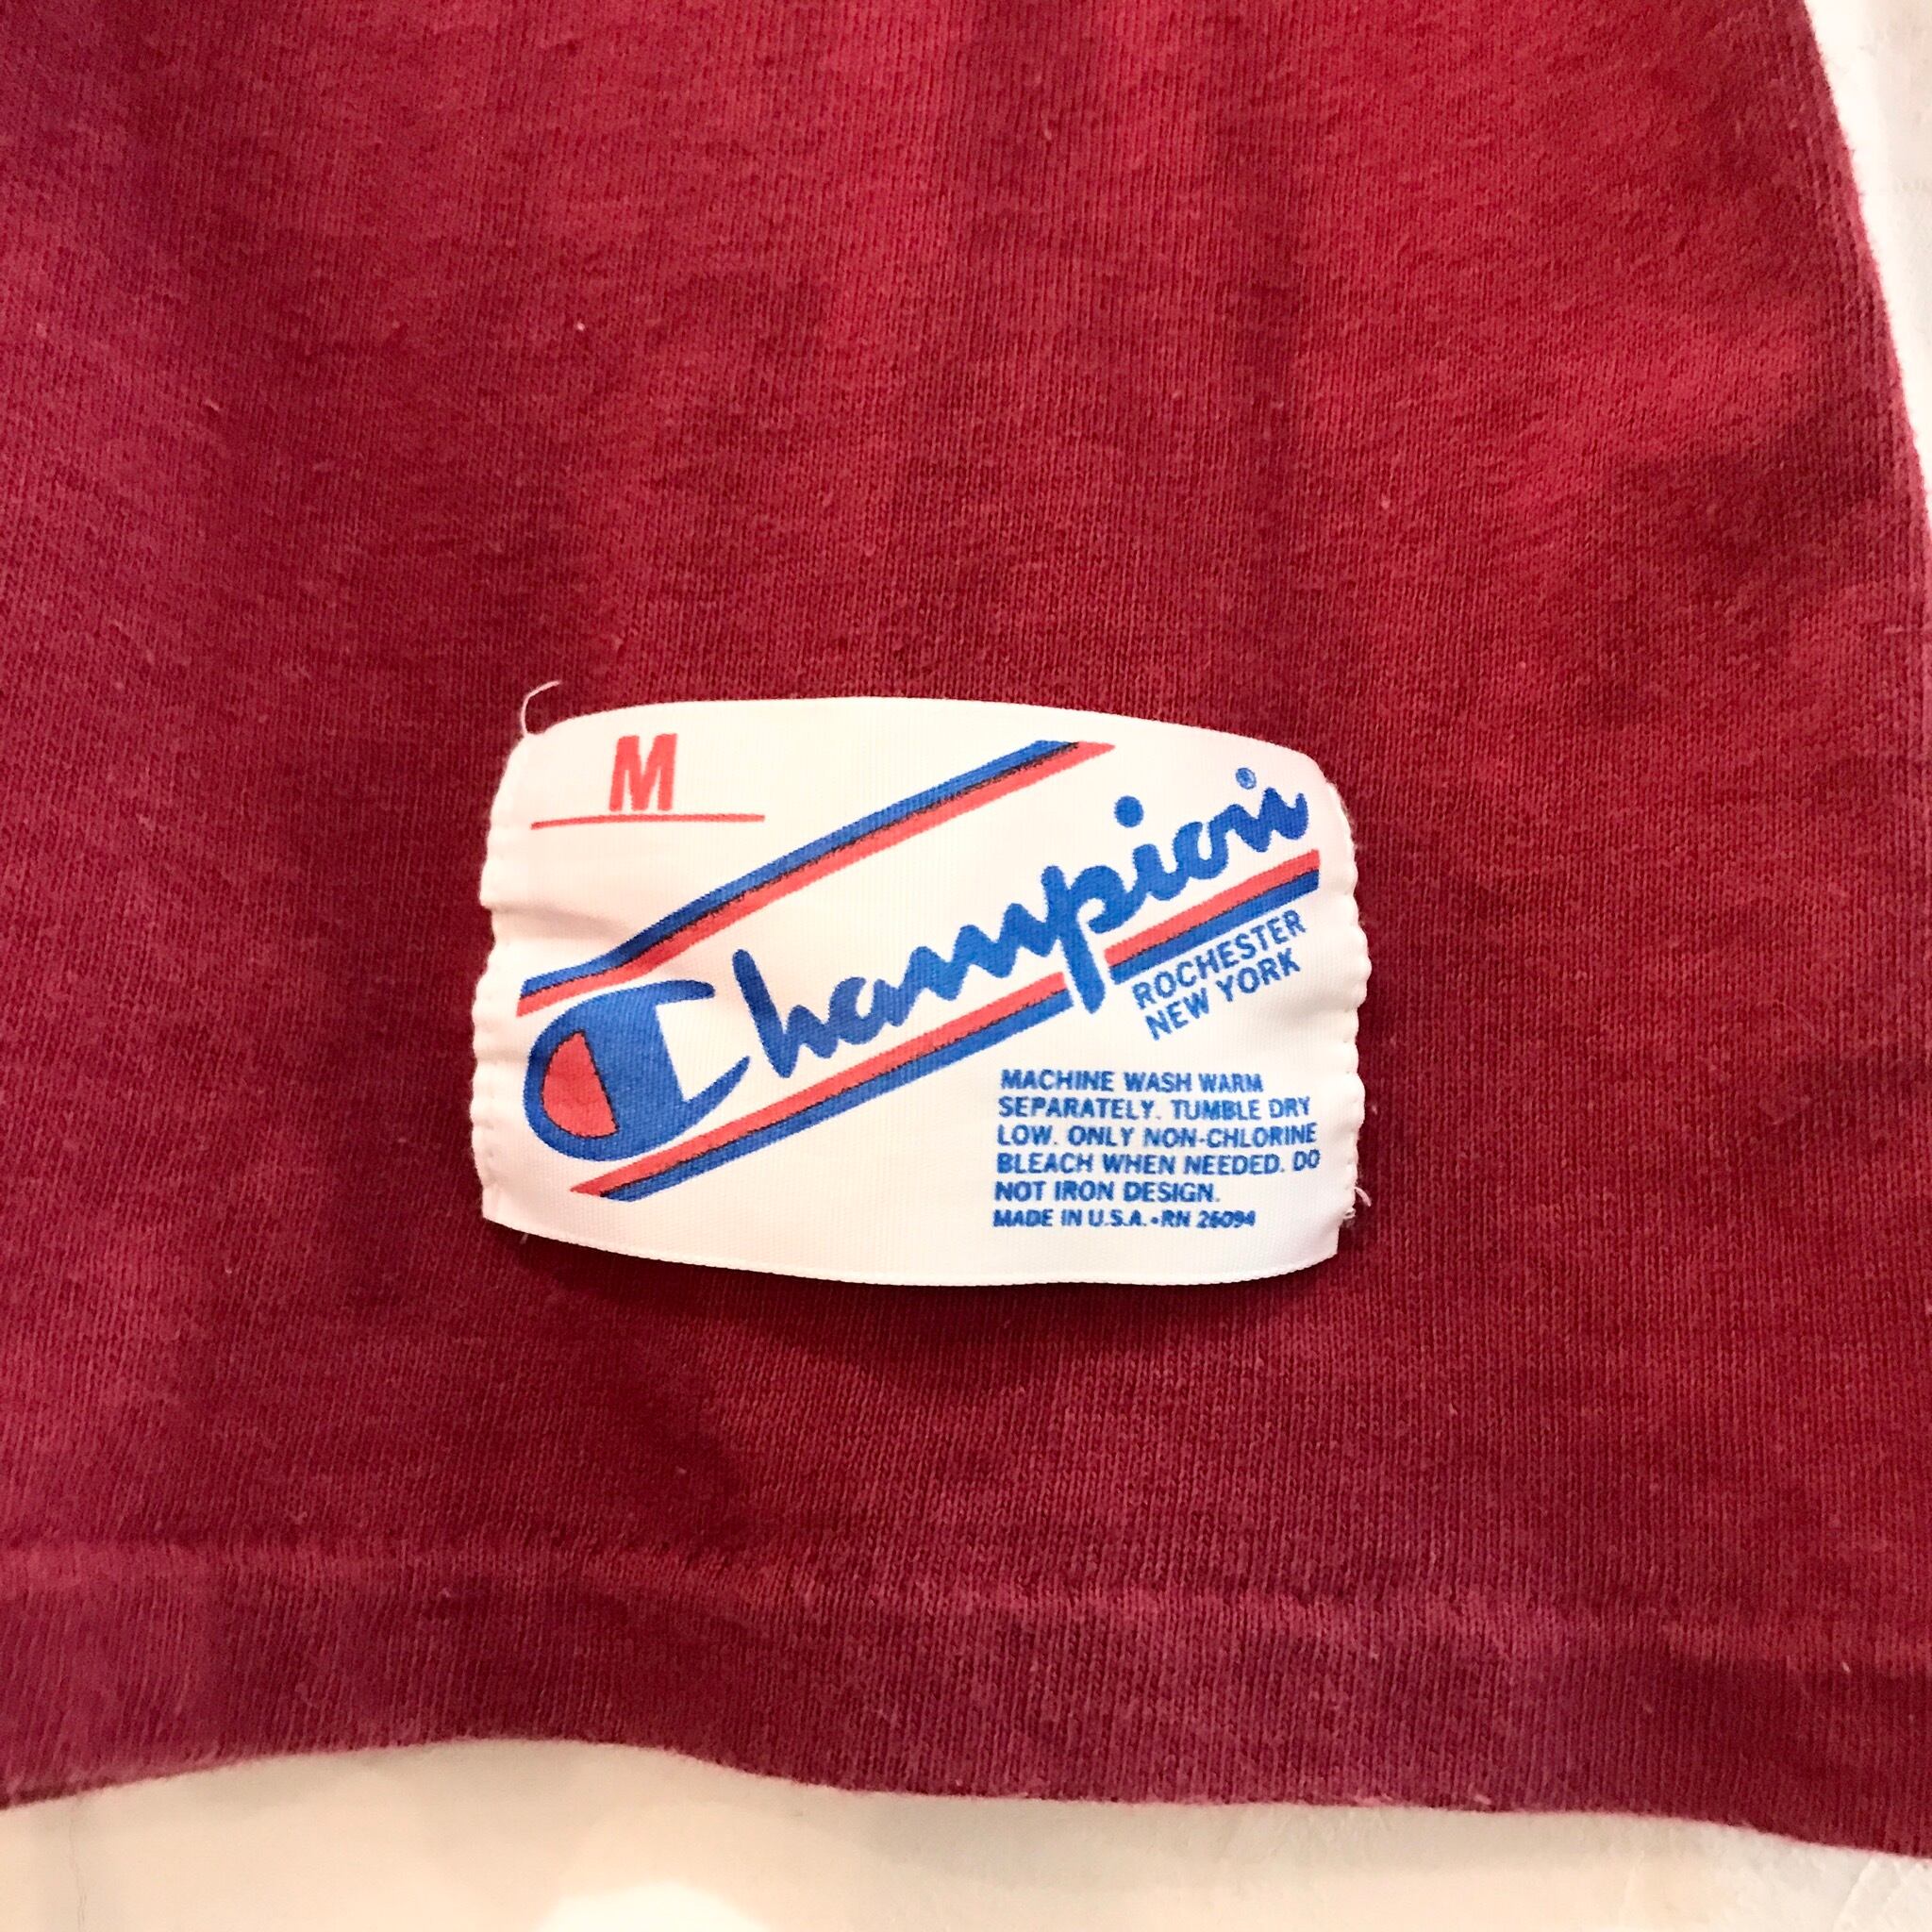 M
Champion®
ROCHESTER
NEW YORK
MACHINE WASH WARM
SEPARATELY. TUMBLE DRY
LOW. ONLY NON-CHLORINE
BLEACH WHEN NEEDED. DO
NOT IRON DESIGN.
MADE IN U.S.A. • RN 26094